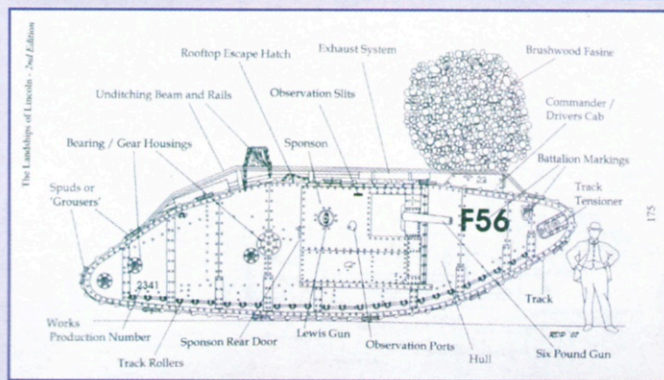 The Landships of Lincoln - 2nd Edition
Rooftop Escape Hatch
Exhaust System
Brushwood Fasine
Unditching Beam and Rails
Observation Slits
Commander /
Drivers Cab
Bearing / Gear Housings
Sponson
Battalion Markings
Spuds or
'Grousers'
Track
Tensioner
F56
175
2341
Track
Works
Production Number
Sponson Rear Door
Lewis Gun
Observation Ports
Track Rollers
Hull
Six Pound Gun